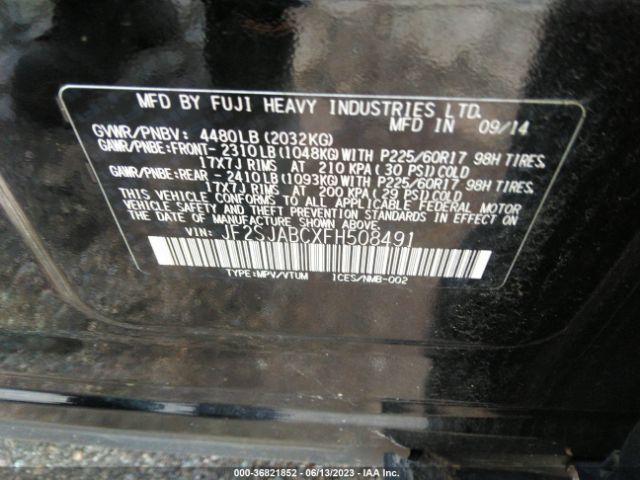 MFD BY FUJI HEAVY INDUSTRIES LTD.
MFD IN 09/14
GVWR/PNBV: 4480LB(2032KG)
GAWR/PNBE:FRONT-2310LB(1048KG)WITH P225/60R17 98H TIRES,
17X7J RIMS AT 210KPA(30 PSI)COLD
GAWR/PNBE:REAR -2410LB(1093KG)WITH P225/60R17 98H TIRES,
17X7J RIMS AT 200KPA(29 PSI)COLD
THIS VEHICLE CONFORMS TO ALL APPLICABLE FEDERAL MOTOR
VEHICLE SAFETY AND THEFT PREVENTION STANDARDS IN EFFECT ON
THE DATE OF MANUFACTURE SHOWN ABOVE.
VIN: JF2SJABCXFH508491
TYPE:MPV/VTUM ICES/NMB-002
000-36821852 - 06/13/2023 - IAA Inc.